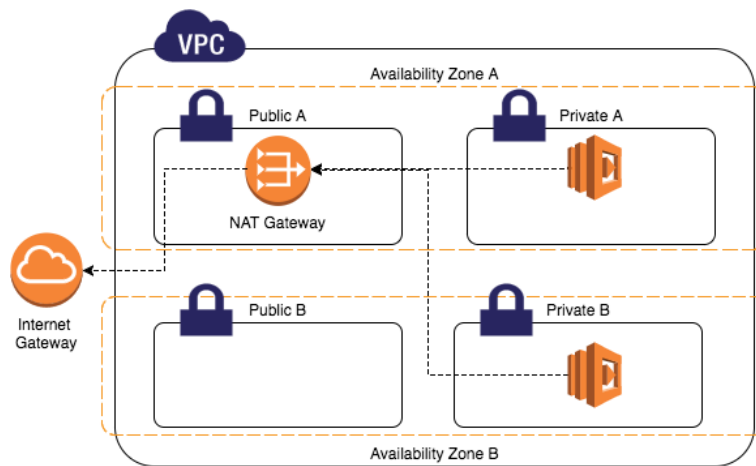 VPC
Availability Zone A
Public A
Private A
NAT Gateway
Internet
Gateway
Public B
Private B
Availability Zone B